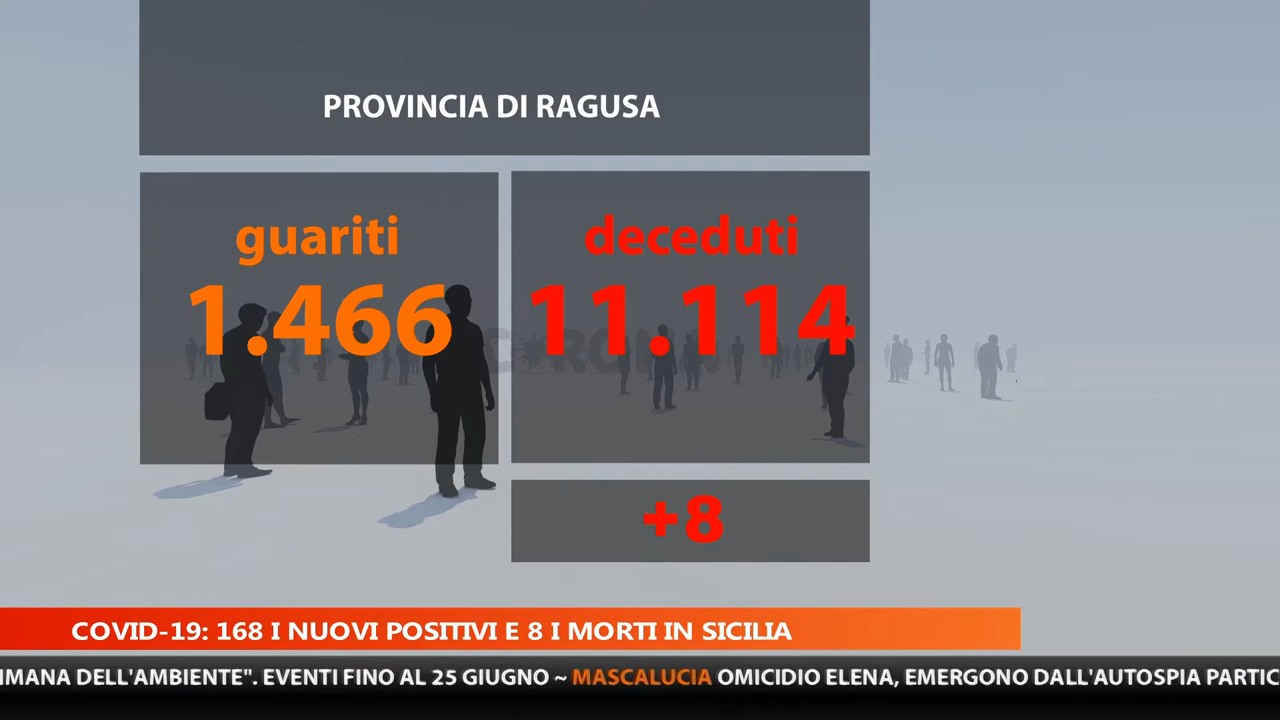 PROVINCIA DI RAGUSA
guariti
1.466
deceduti
11.114
+8
COVID-19: 168 I NUOVI POSITIVI E 8 I MORTI IN SICILIA
IMANA DELL'AMBIENTE". EVENTI FINO AL 25 GIUGNO ~ MASCALUCIA OMICIDIO ELENA, EMERGONO DALL'AUTOSPIA PARTIC